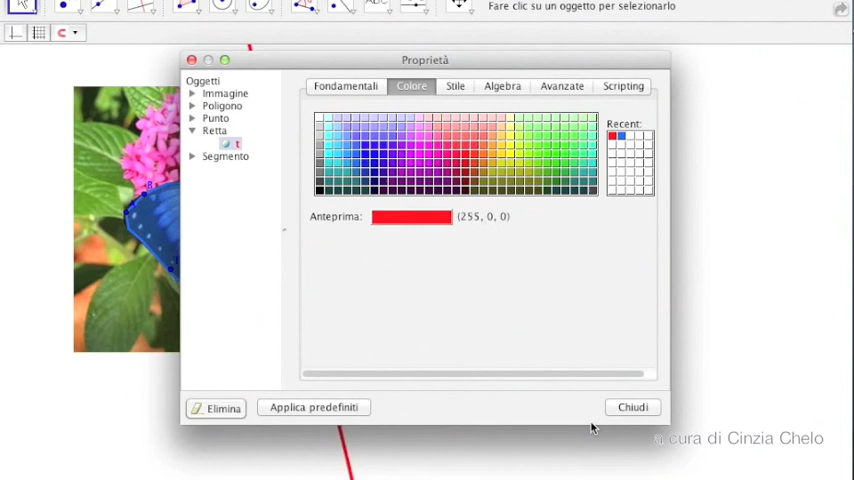 Fare clic su un oggetto per selezionarlo
ABC
Proprietà
Oggetti
Immagine
Poligono
Punto
Retta
t
Segmento
Fondamentali Colore Stile Algebra Avanzate Scripting
Recent:
Anteprima: (255, 0, 0)
Elimina Applica predefiniti Chiudi
a cura di Cinzia Chelo